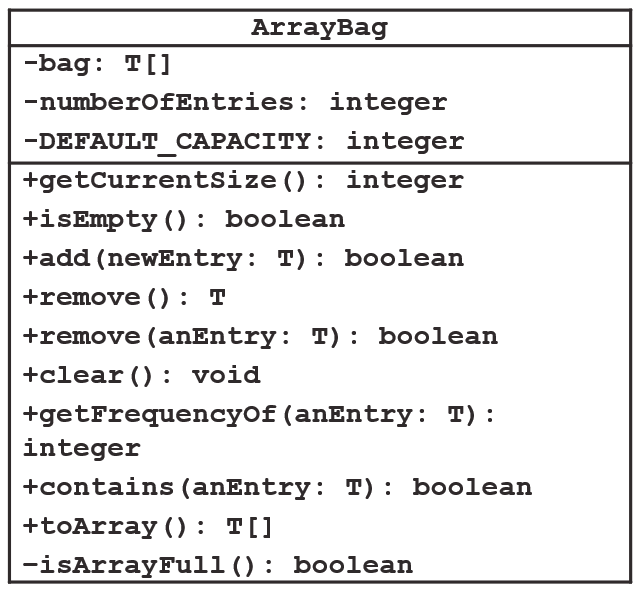 ArrayBag
-bag: T[]
-numberOfEntries: integer
-DEFAULT_CAPACITY: integer
+getCurrentSize(): integer
+isEmpty(): boolean
+add(newEntry: T): boolean
+remove(): T
+remove(anEntry: T): boolean
+clear(): void
+getFrequencyOf(anEntry: T):
integer
+contains(anEntry: T): boolean
+toArray(): T[]
−isArrayFull(): boolean